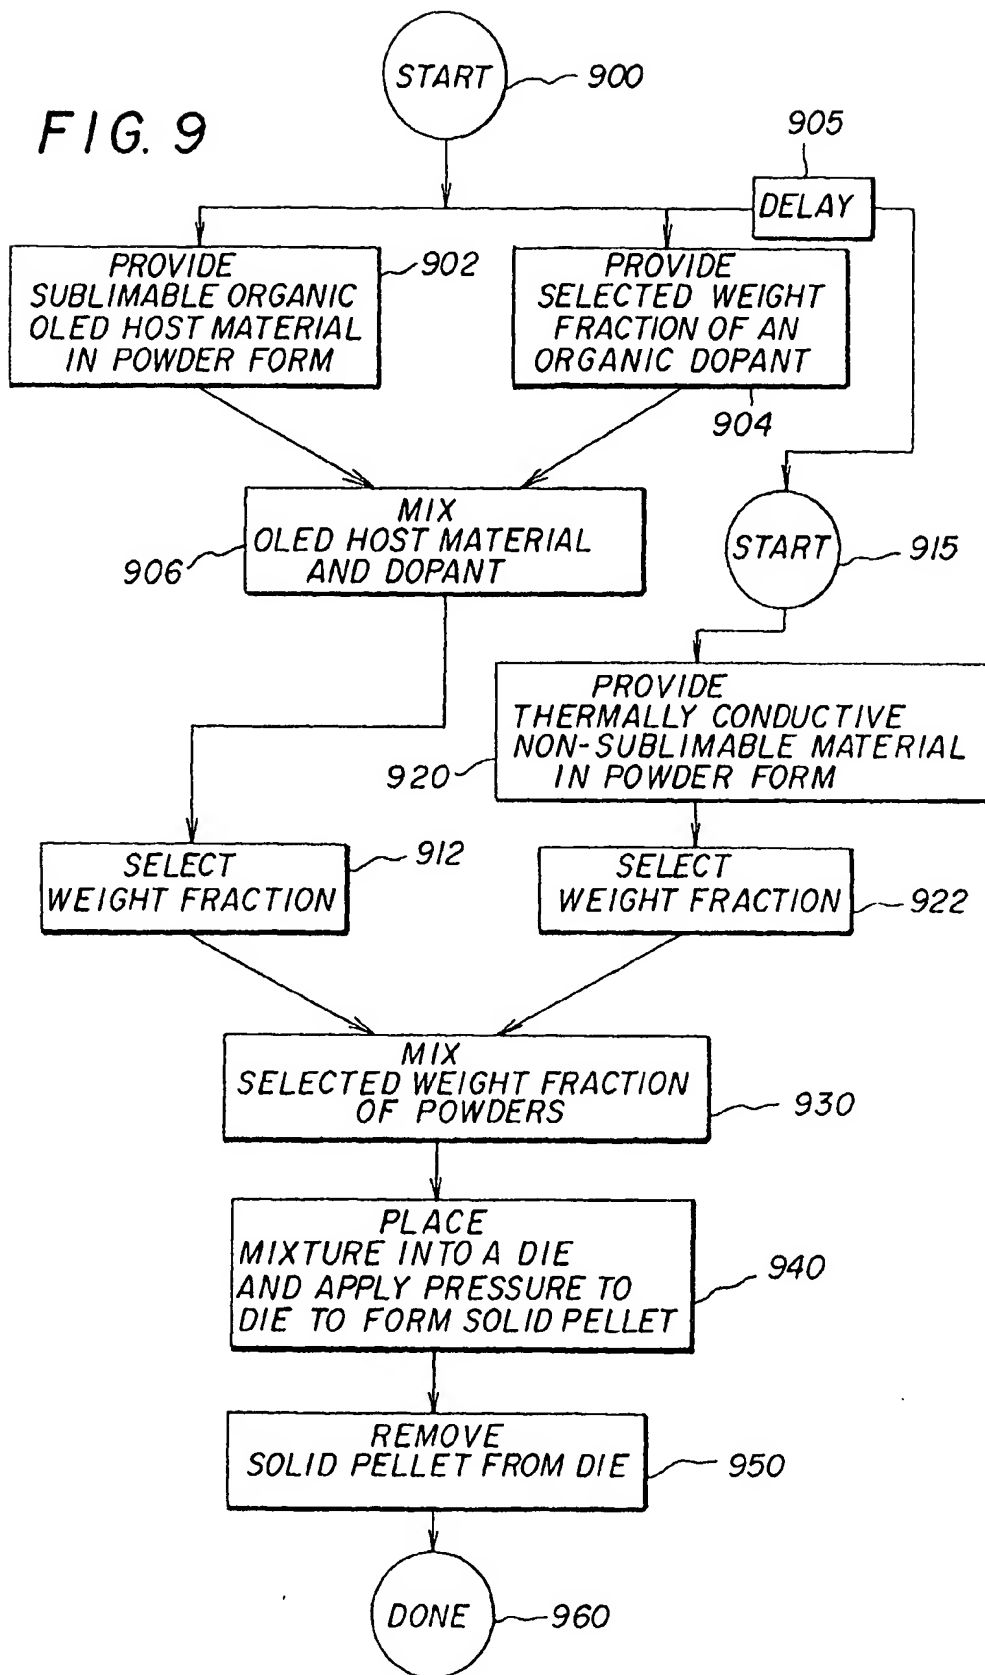 START
900
FIG. 9
905
DELAY
PROVIDE
SUBLIMABLE ORGANIC
OLED HOST MATERIAL
IN POWDER FORM
902
PROVIDE
SELECTED WEIGHT
FRACTION OF AN
ORGANIC DOPANT
904
MIX
OLED HOST MATERIAL
AND DOPANT
906
START
915
PROVIDE
THERMALLY CONDUCTIVE
NON-SUBLIMABLE MATERIAL
IN POWDER FORM
920
SELECT
WEIGHT FRACTION
912
SELECT
WEIGHT FRACTION
922
MIX
SELECTED WEIGHT FRACTION
OF POWDERS
930
PLACE
MIXTURE INTO A DIE
AND APPLY PRESSURE TO
DIE TO FORM SOLID PELLET
940
REMOVE
SOLID PELLET FROM DIE
950
DONE
960